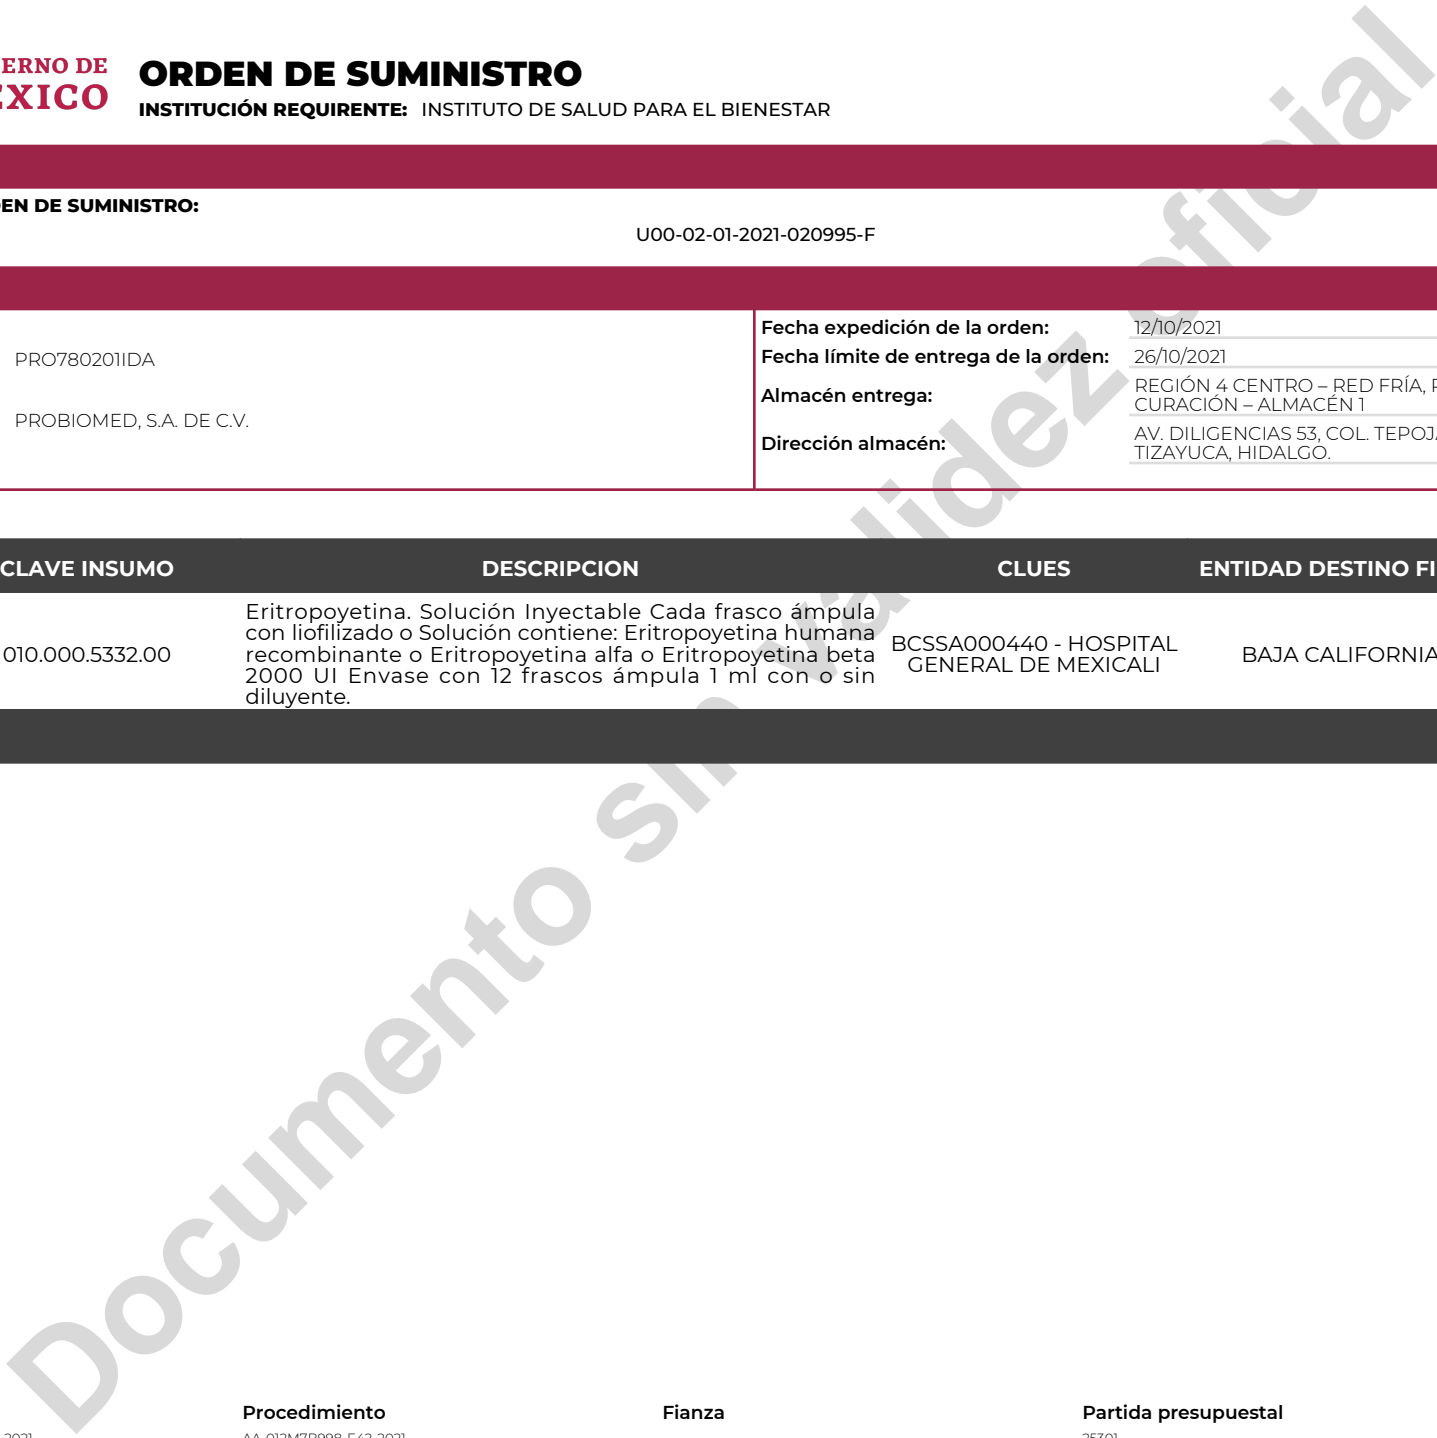 ERNO DE
ÉXICO
ORDEN DE SUMINISTRO
INSTITUCIÓN REQUIRENTE: INSTITUTO DE SALUD PARA EL BIENESTAR
EN DE SUMINISTRO:
U00-02-01-2021-020995-F
PRO780201IDA
PROBIOMED, S.A. DE C.V.
Fecha expedición de la orden: 12/10/2021
Fecha límite de entrega de la orden: 26/10/2021
Almacén entrega: REGIÓN 4 CENTRO – RED FRÍA,
CURACIÓN – ALMACÉN 1
Dirección almacén: AV. DILIGENCIAS 53, COL. TEPOJ
TIZAYUCA, HIDALGO.
CLAVE INSUMO DESCRIPCION CLUES ENTIDAD DESTINO FI
010.000.5332.00
Eritropoyetina. Solución Inyectable Cada frasco ámpula
con liofilizado o Solución contiene: Eritropoyetina humana
recombinante o Eritropoyetina alfa o Eritropoyetina beta
2000 UI Envase con 12 frascos ámpula 1 ml con o sin
diluyente.
BCSSA000440 - HOSPITAL
GENERAL DE MEXICALI
BAJA CALIFORNIA
Documento sin validez oficial
Procedimiento Fianza Partida presupuestal